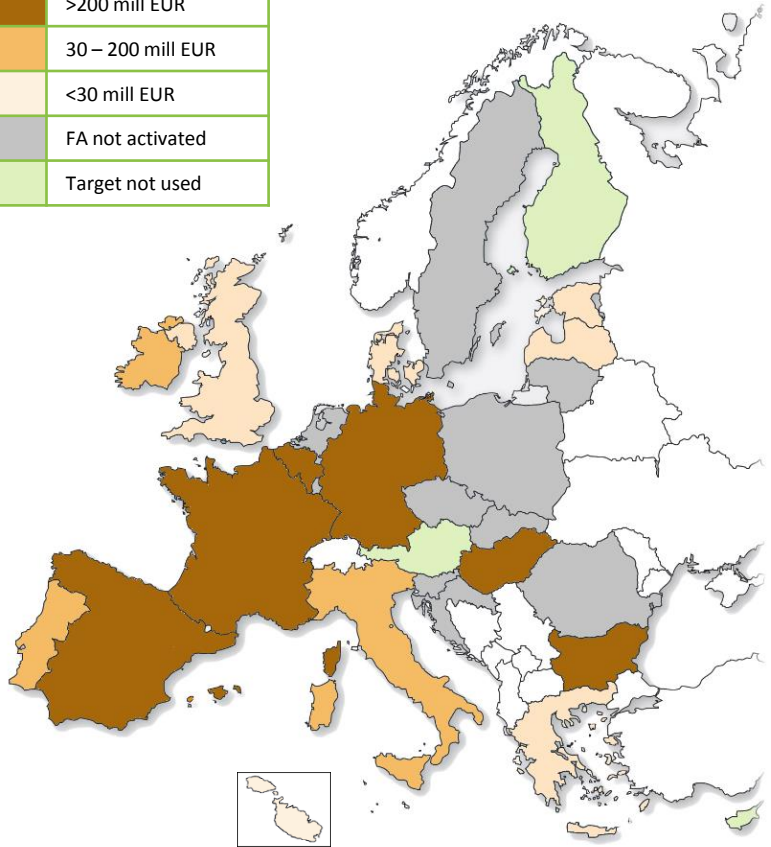 >200 mill EUR
30 – 200 mill EUR
<30 mill EUR
FA not activated
Target not used